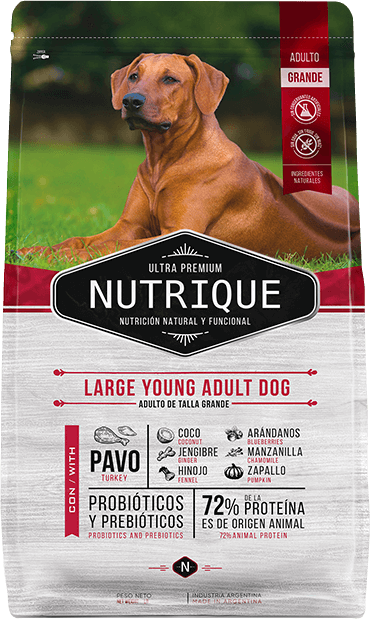 ADULTO
GRANDE
INGREDIENTES
NATURALES
ULTRA PREMIUM
NUTRIQUE
NUTRICIÓN NATURAL Y FUNCIONAL
LARGE YOUNG ADULT DOG
ADULTO DE TALLA GRANDE
CON / WITH
PAVO
TURKEY
COCO
COCONUT
JENGIBRE
GINGER
HINOJO
FENNEL
ARÁNDANOS
BLUEBERRIES
MANZANILLA
CHAMOMILE
ZAPALLO
PUMPKIN
PROBIÓTICOS
Y PREBIÓTICOS
PROBIOTICS AND PREBIOTICS
72% DE LA PROTEÍNA
ES DE ORIGEN ANIMAL
72% ANIMAL PROTEIN
N
PESO NETO
INDUSTRIA ARGENTINA
MADE IN ARGENTINA